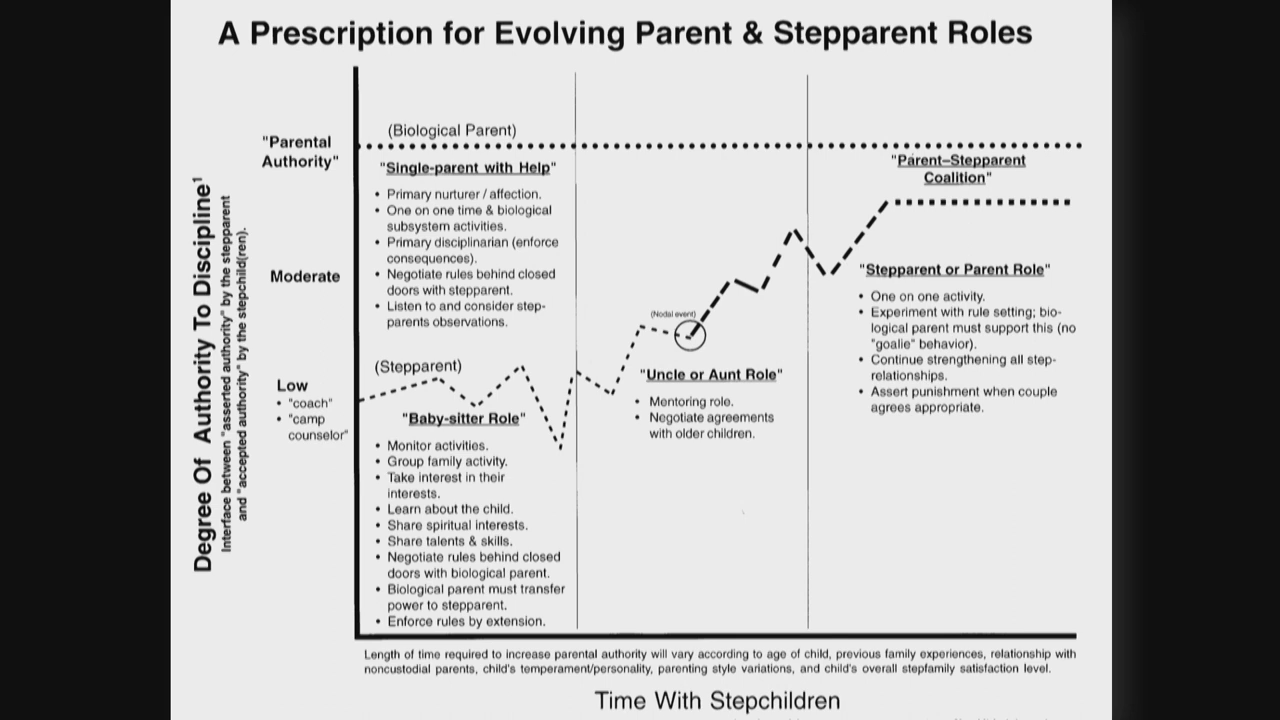 A Prescription for Evolving Parent & Stepparent Roles
Degree Of Authority To Discipline¹
Interface between "asserted authority" by the stepparent
and "accepted authority" by the stepchild(ren).
"Parental
Authority"
Moderate
Low
• "coach"
• "camp
counselor"
(Biological Parent)
"Single-parent with Help"
• Primary nurturer / affection.
• One on one time & biological
subsystem activities.
• Primary disciplinarian (enforce
consequences).
• Negotiate rules behind closed
doors with stepparent.
• Listen to and consider step-
parents observations.
(Stepparent)
"Baby-sitter Role"
• Monitor activities.
• Group family activity.
• Take interest in their
interests.
• Learn about the child.
• Share spiritual interests.
• Share talents & skills.
• Negotiate rules behind closed
doors with biological parent.
• Biological parent must transfer
power to stepparent.
• Enforce rules by extension.
(Nodal event)
"Uncle or Aunt Role"
• Mentoring role.
• Negotiate agreements
with older children.
"Parent–Stepparent
Coalition"
"Stepparent or Parent Role"
• One on one activity.
• Experiment with rule setting; bio-
logical parent must support this (no
"goalie" behavior).
• Continue strengthening all step-
relationships.
• Assert punishment when couple
agrees appropriate.
Length of time required to increase parental authority will vary according to age of child, previous family experiences, relationship with
noncustodial parents, child's temperament/personality, parenting style variations, and child's overall stepfamily satisfaction level.
Time With Stepchildren